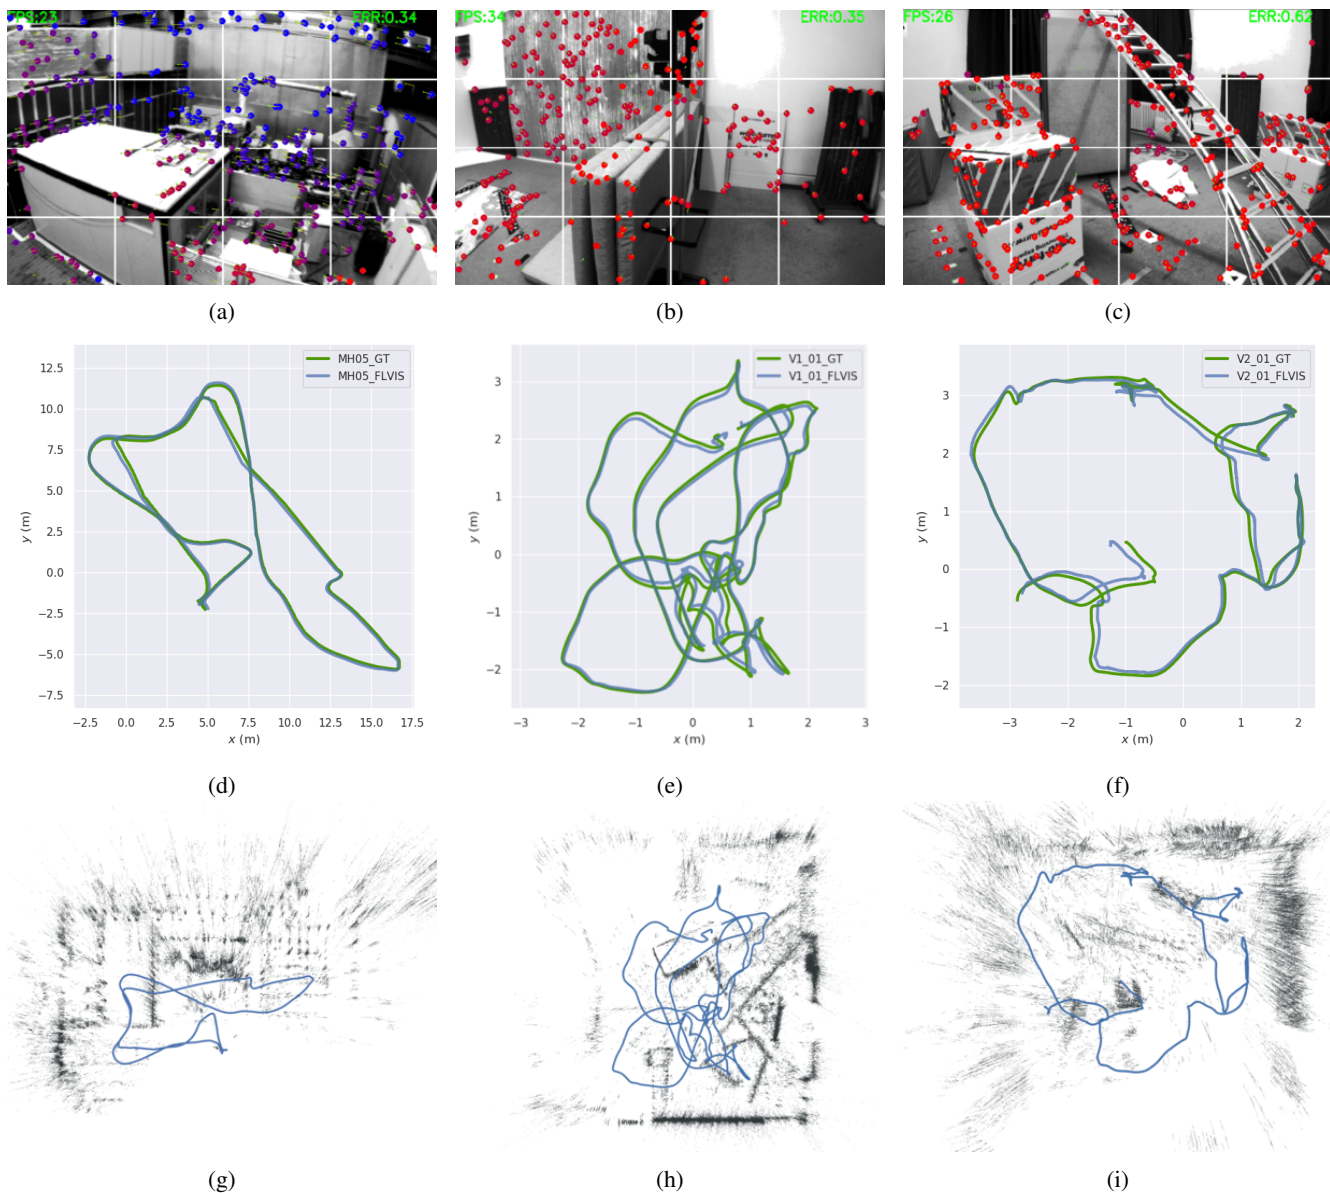 FPS:23 ERR:0.34
FPS:34 ERR:0.35
FPS:26 ERR:0.62
(a) (b) (c)
12.5
10.0
7.5
5.0
2.5
0.0
−2.5
−5.0
−7.5
y (m)
−2.5 0.0 2.5 5.0 7.5 10.0 12.5 15.0 17.5
x (m)
MH05_GT
MH05_FLVIS
3
2
1
0
−1
−2
y (m)
−3 −2 −1 0 1 2 3
x (m)
V1_01_GT
V1_01_FLVIS
3
2
1
0
−1
−2
y (m)
−3 −2 −1 0 1 2
x (m)
V2_01_GT
V2_01_FLVIS
(d) (e) (f)
(g) (h) (i)